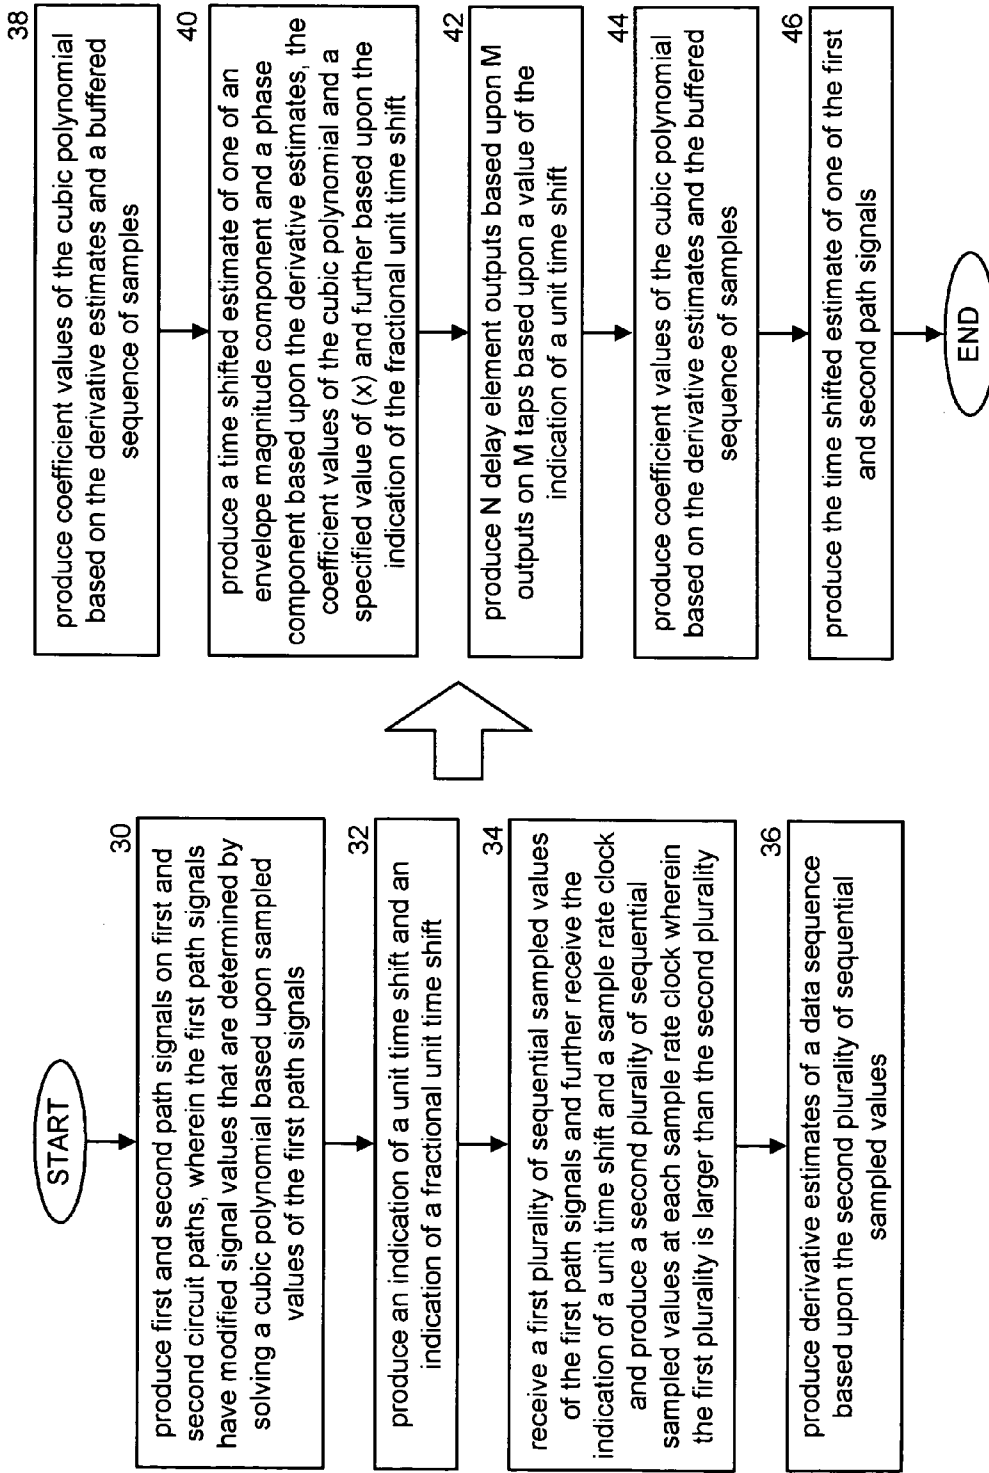 START
30
produce first and second path signals on first and
second circuit paths, wherein the first path signals
have modified signal values that are determined by
solving a cubic polynomial based upon sampled
values of the first path signals
32
produce an indication of a unit time shift and an
indication of a fractional unit time shift
34
receive a first plurality of sequential sampled values
of the first path signals and further receive the
indication of a unit time shift and a sample rate clock
and produce a second plurality of sequential
sampled values at each sample rate clock wherein
the first plurality is larger than the second plurality
36
produce derivative estimates of a data sequence
based upon the second plurality of sequential
sampled values
38
produce coefficient values of the cubic polynomial
based on the derivative estimates and a buffered
sequence of samples
40
produce a time shifted estimate of one of an
envelope magnitude component and a phase
component based upon the derivative estimates, the
coefficient values of the cubic polynomial and a
specified value of (x) and further based upon the
indication of the fractional unit time shift
42
produce N delay element outputs based upon M
outputs on M taps based upon a value of the
indication of a unit time shift
44
produce coefficient values of the cubic polynomial
based on the derivative estimates and the buffered
sequence of samples
46
produce the time shifted estimate of one of the first
and second path signals
END